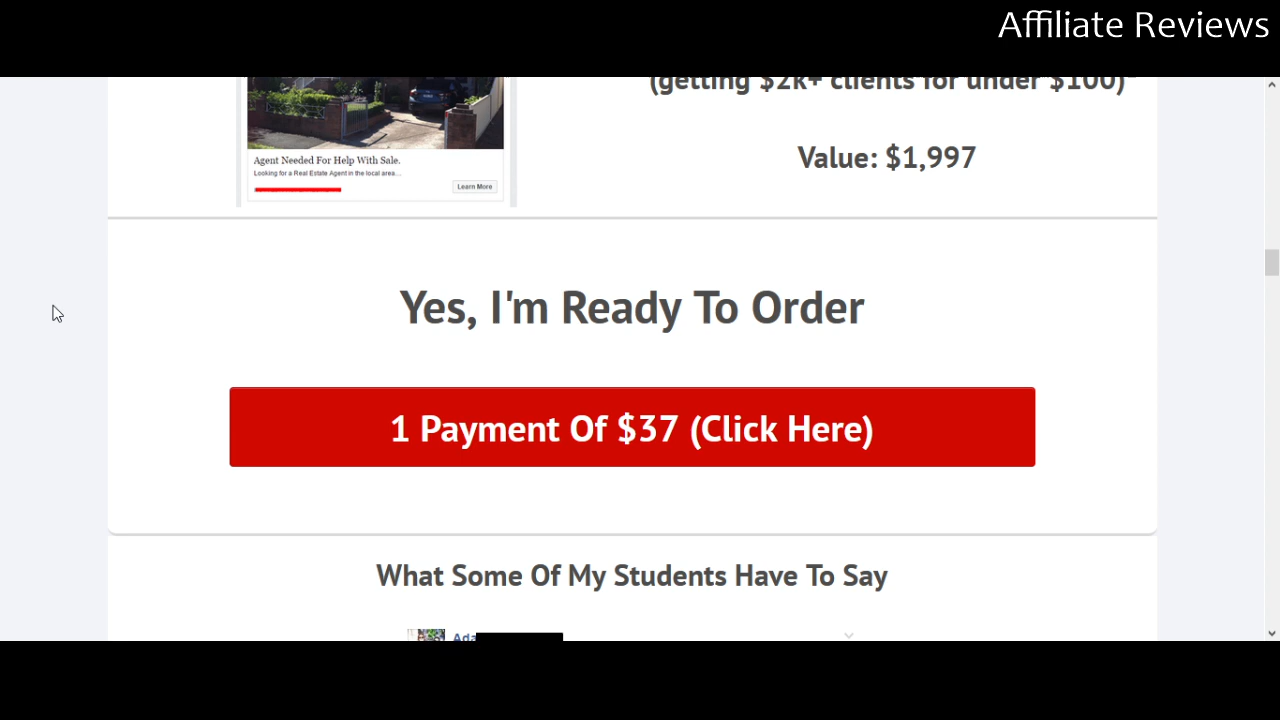 Affiliate Reviews
(getting $2k+ clients for under $100)
Value: $1,997
Agent Needed For Help With Sale.
Looking for a Real Estate Agent in the local area...
Learn More
Yes, I'm Ready To Order
1 Payment Of $37 (Click Here)
What Some Of My Students Have To Say
Ada